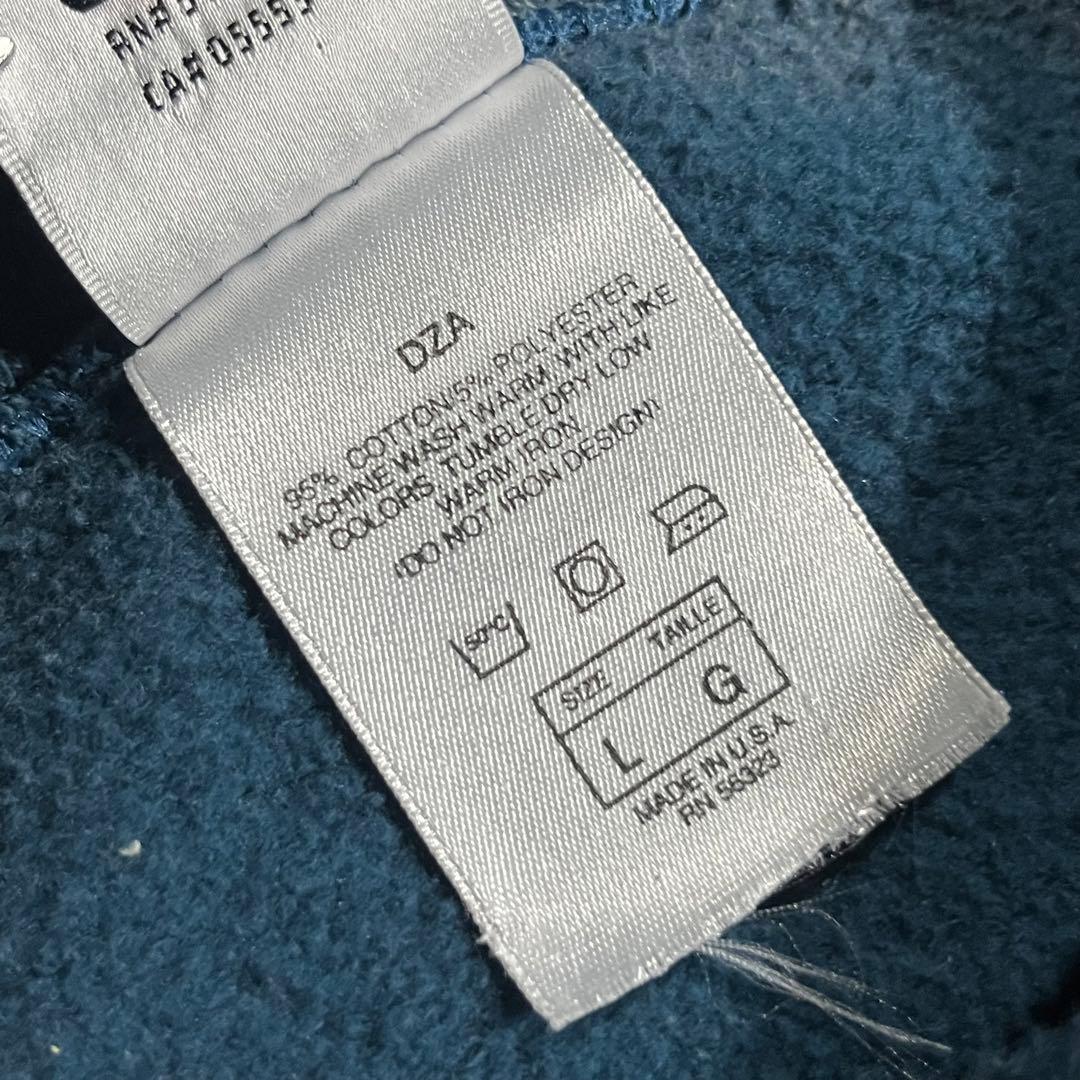 RN#
CA#05555
DZA
95% COTTON/5% POLYESTER
MACHINE WASH WARM, WITH LIKE
COLORS, TUMBLE DRY LOW
WARM IRON
(DO NOT IRON DESIGN)
50°C
SIZE TAILLE
L G
MADE IN U.S.A.
RN 56323